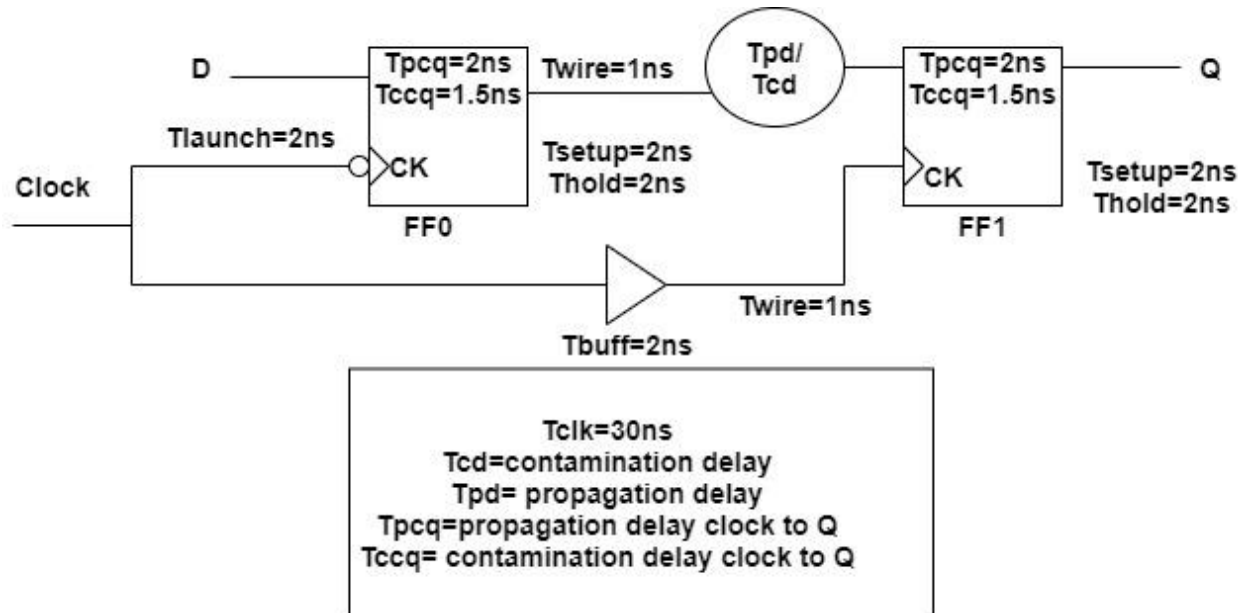 D
Tpcq=2ns
Tccq=1.5ns
Twire=1ns
Tpd/
Tcd
Tpcq=2ns
Tccq=1.5ns
Q
Tlaunch=2ns
CK
Tsetup=2ns
Thold=2ns
CK
Tsetup=2ns
Thold=2ns
Clock
FF0
FF1
Twire=1ns
Tbuff=2ns
Tclk=30ns
Tcd=contamination delay
Tpd= propagation delay
Tpcq=propagation delay clock to Q
Tccq= contamination delay clock to Q